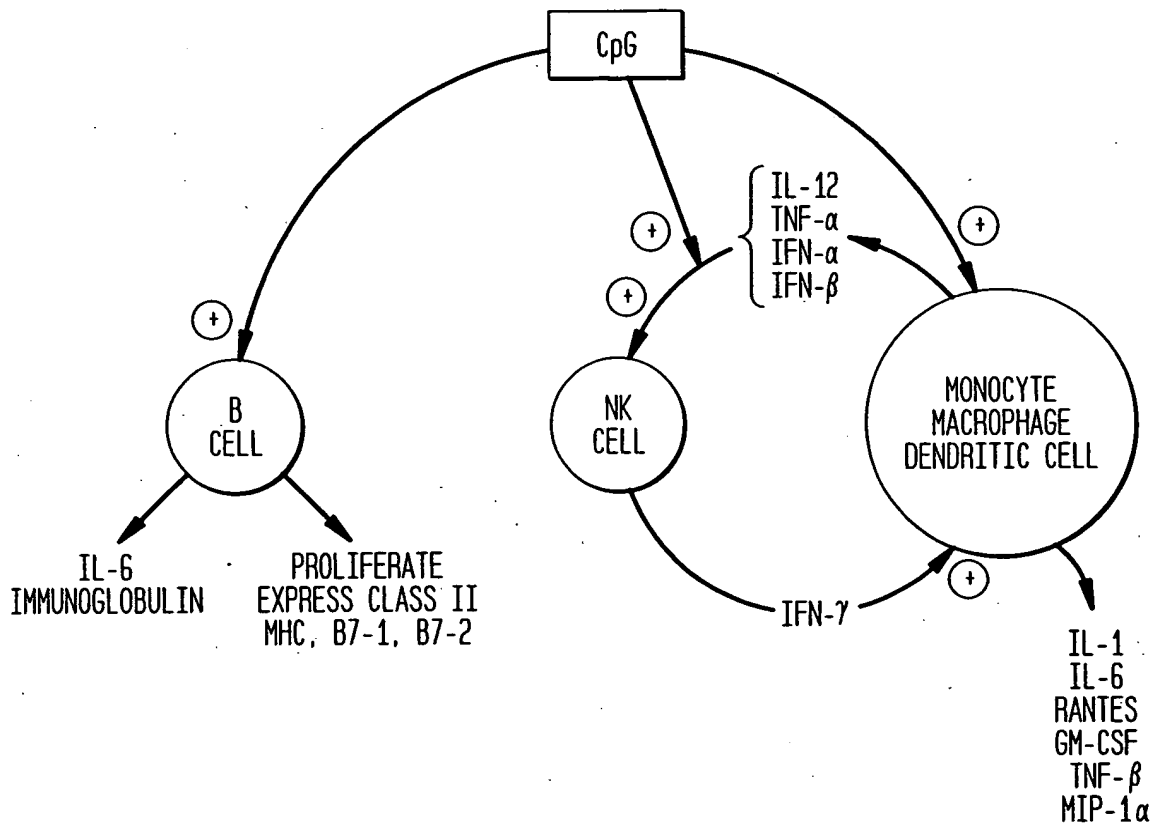 CpG
IL-12
TNF-α
IFN-α
IFN-β
+
+
+
+
B
CELL
NK
CELL
MONOCYTE
MACROPHAGE
DENDRITIC CELL
IL-6
IMMUNOGLOBULIN
PROLIFERATE
EXPRESS CLASS II
MHC, B7-1, B7-2
IFN-γ
+
IL-1
IL-6
RANTES
GM-CSF
TNF-β
MIP-1α